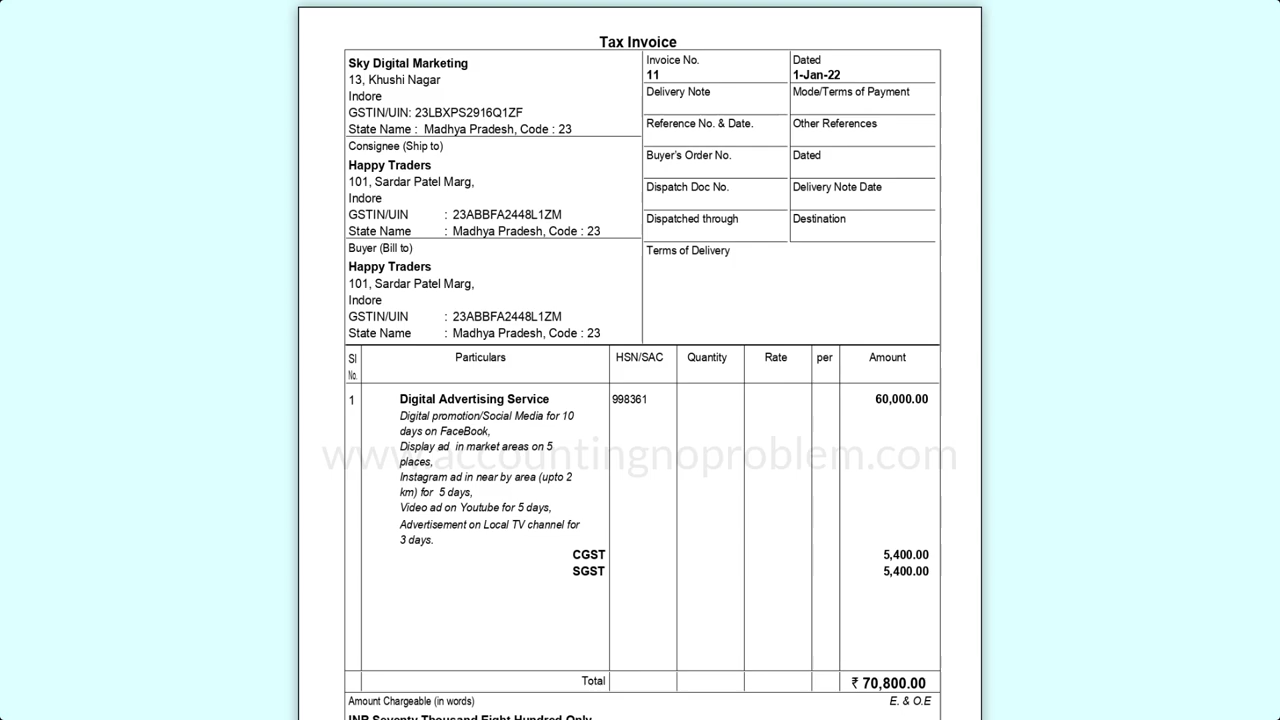 Tax Invoice
Sky Digital Marketing
13, Khushi Nagar
Indore
GSTIN/UIN: 23LBXPS2916Q1ZF
State Name : Madhya Pradesh, Code : 23
Consignee (Ship to)
Happy Traders
101, Sardar Patel Marg,
Indore
GSTIN/UIN : 23ABBFA2448L1ZM
State Name : Madhya Pradesh, Code : 23
Buyer (Bill to)
Happy Traders
101, Sardar Patel Marg,
Indore
GSTIN/UIN : 23ABBFA2448L1ZM
State Name : Madhya Pradesh, Code : 23
Invoice No. Dated
11 1-Jan-22
Delivery Note Mode/Terms of Payment
Reference No. & Date. Other References
Buyer's Order No. Dated
Dispatch Doc No. Delivery Note Date
Dispatched through Destination
Terms of Delivery
Sl No. Particulars HSN/SAC Quantity Rate per Amount
1 Digital Advertising Service 998361 60,000.00
Digital promotion/Social Media for 10
days on FaceBook,
Display ad in market areas on 5
places,
Instagram ad in near by area (upto 2
km) for 5 days,
Video ad on Youtube for 5 days,
Advertisement on Local TV channel for
3 days.
CGST 5,400.00
SGST 5,400.00
Total ₹ 70,800.00
Amount Chargeable (in words) E. & O.E
INR Seventy Thousand Eight Hundred Only
www.accountingnoproblem.com